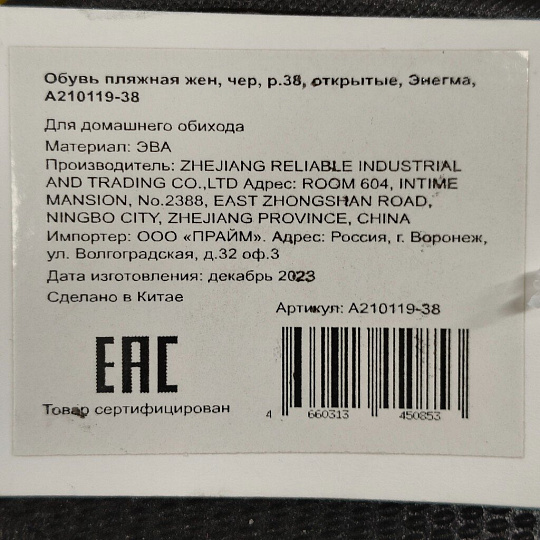 Обувь пляжная жен, чер, р.38, открытые, Энегма,
А210119-38
Для домашнего обихода
Материал: ЭВА
Производитель: ZHEJIANG RELIABLE INDUSTRIAL
AND TRADING CO.,LTD Адрес: ROOM 604, INTIME
MANSION, No.2388, EAST ZHONGSHAN ROAD,
NINGBO CITY, ZHEJIANG PROVINCE, CHINA
Импортер: ООО «ПРАЙМ». Адрес: Россия, г. Воронеж,
ул. Волгоградская, д.32 оф.3
Дата изготовления: декабрь 2023
Сделано в Китае
Артикул: А210119-38
EAC
Товар сертифицирован
4 660313 450853